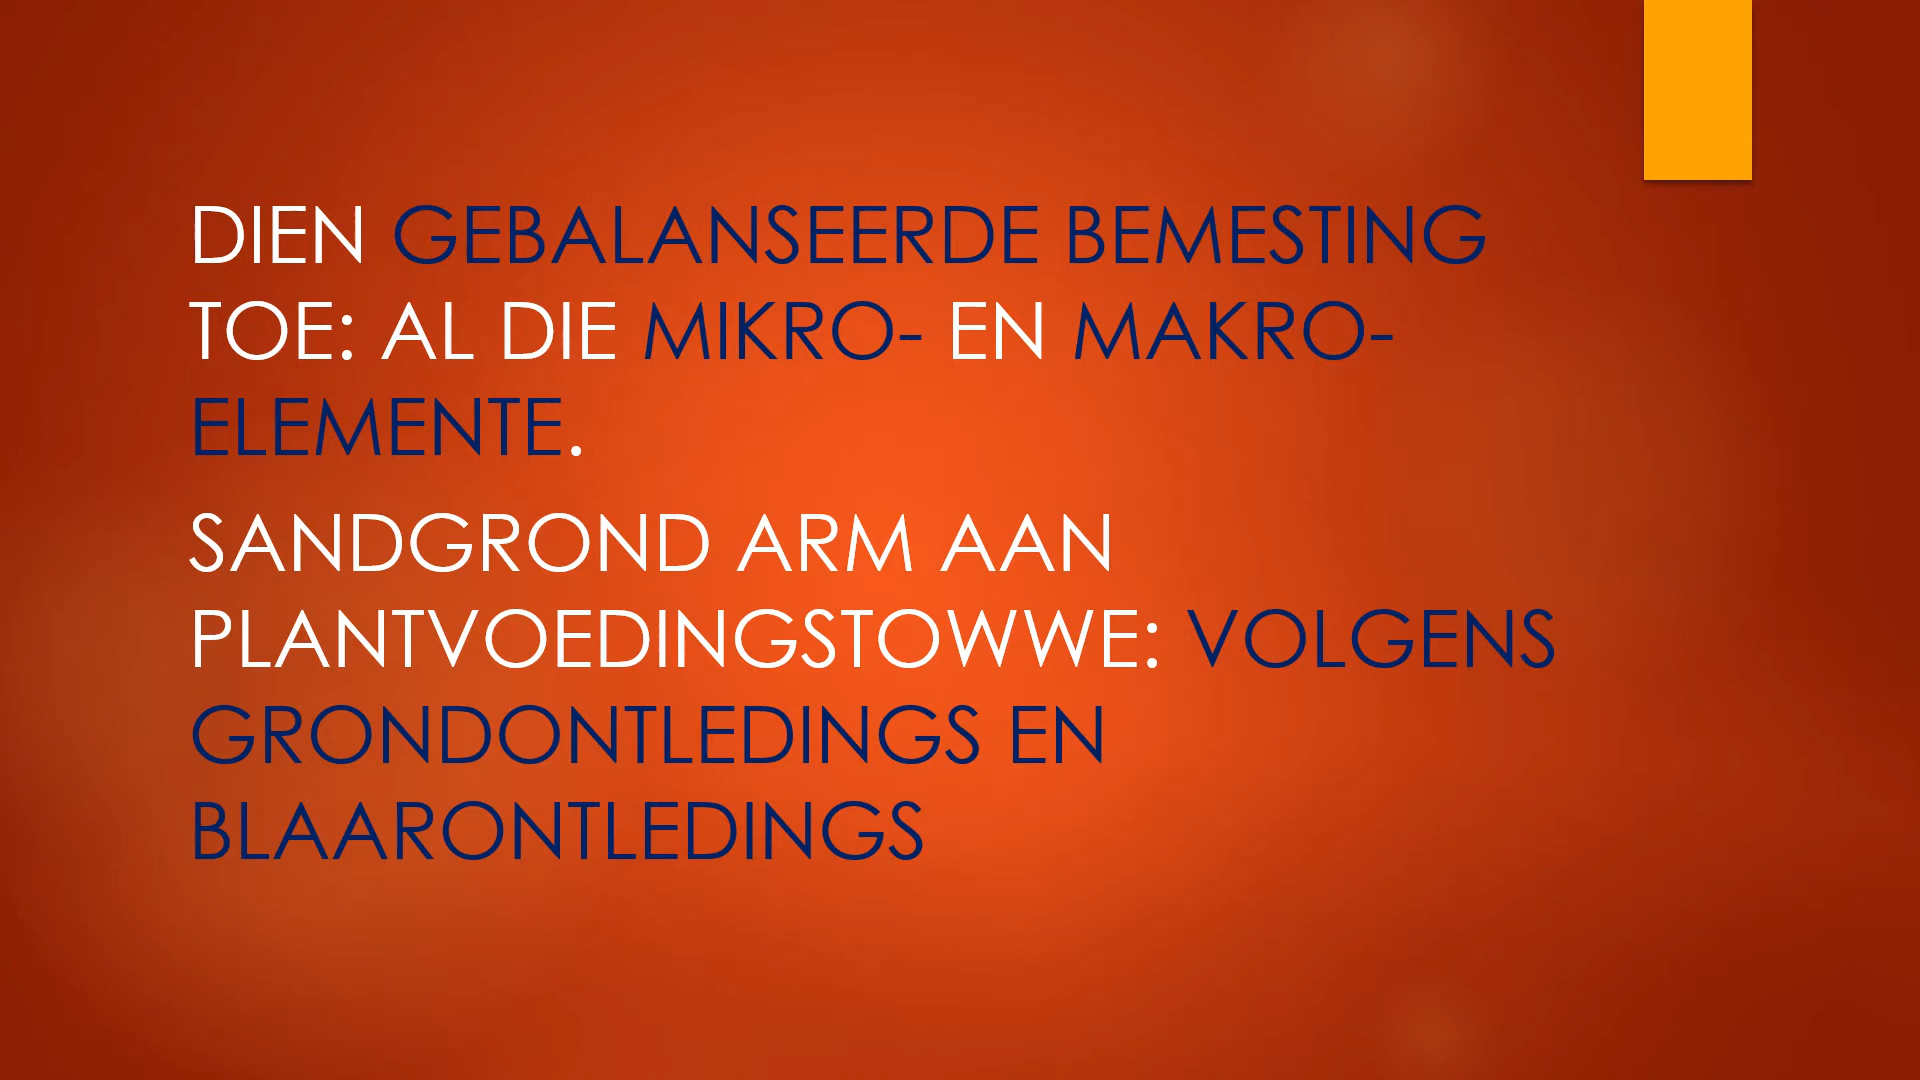 DIEN GEBALANSEERDE BEMESTING
TOE: AL DIE MIKRO- EN MAKRO-
ELEMENTE.
SANDGROND ARM AAN
PLANTVOEDINGSTOWWE: VOLGENS
GRONDONTLEDINGS EN
BLAARONTLEDINGS